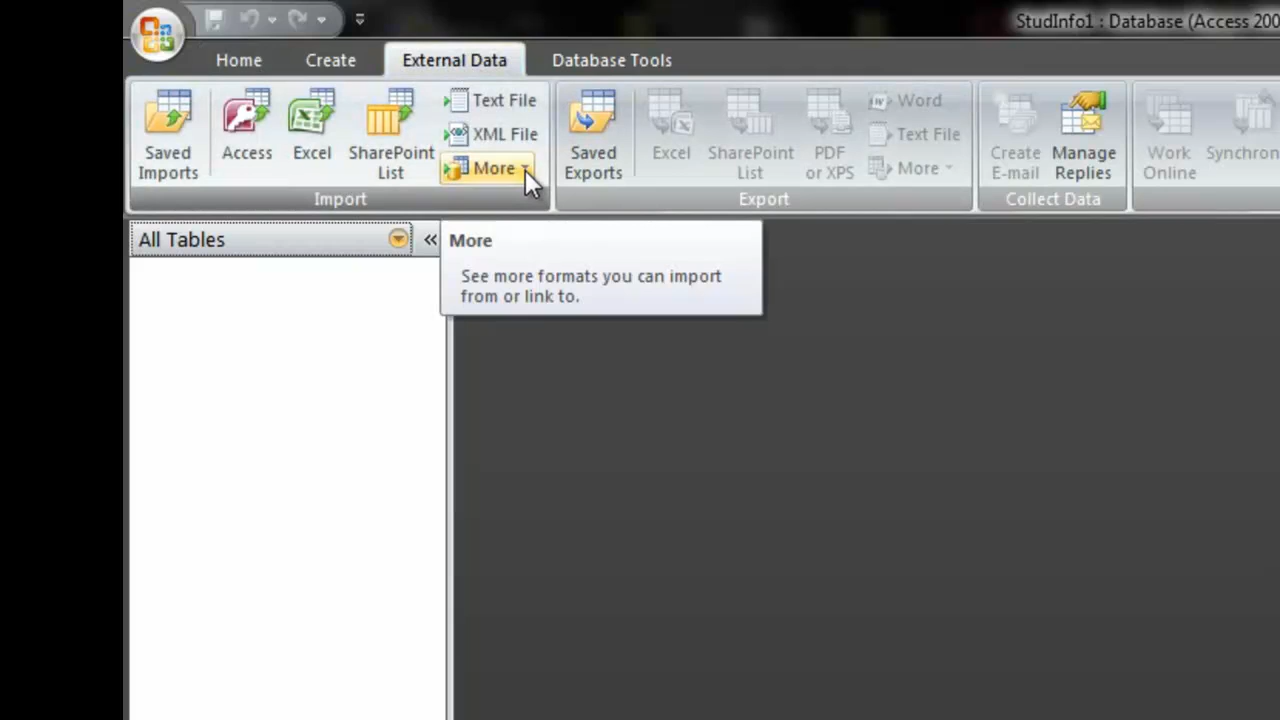 StudInfo1 : Database (Access 200
Home Create External Data Database Tools
Saved Imports
Access
Excel
SharePoint List
Text File
XML File
More
Import
Saved Exports
Excel
SharePoint List
PDF or XPS
Word
Text File
More
Export
Create E-mail
Manage Replies
Collect Data
Work Online
Synchron
All Tables «
More
See more formats you can import
from or link to.